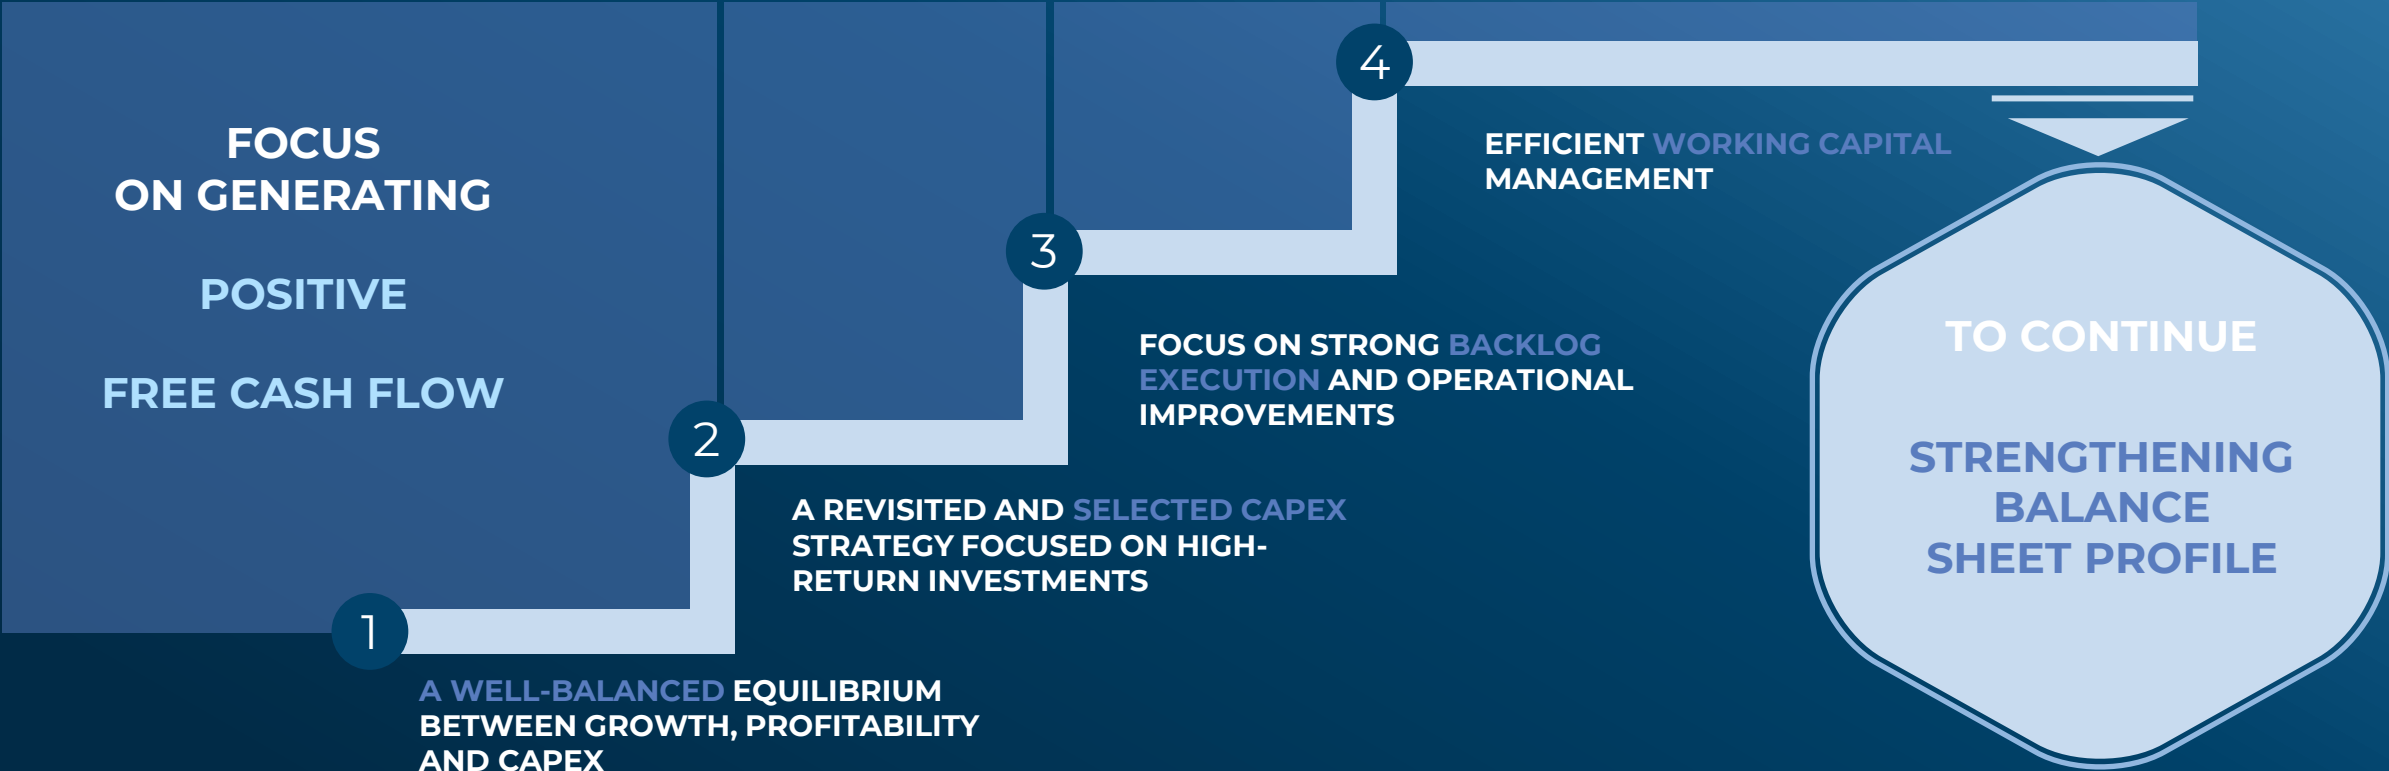 FOCUS
ON GENERATING
POSITIVE
FREE CASH FLOW
1
A WELL-BALANCED EQUILIBRIUM
BETWEEN GROWTH, PROFITABILITY
AND CAPEX
2
A REVISITED AND SELECTED CAPEX
STRATEGY FOCUSED ON HIGH-
RETURN INVESTMENTS
3
FOCUS ON STRONG BACKLOG
EXECUTION AND OPERATIONAL
IMPROVEMENTS
4
EFFICIENT WORKING CAPITAL
MANAGEMENT
TO CONTINUE
STRENGTHENING
BALANCE
SHEET PROFILE